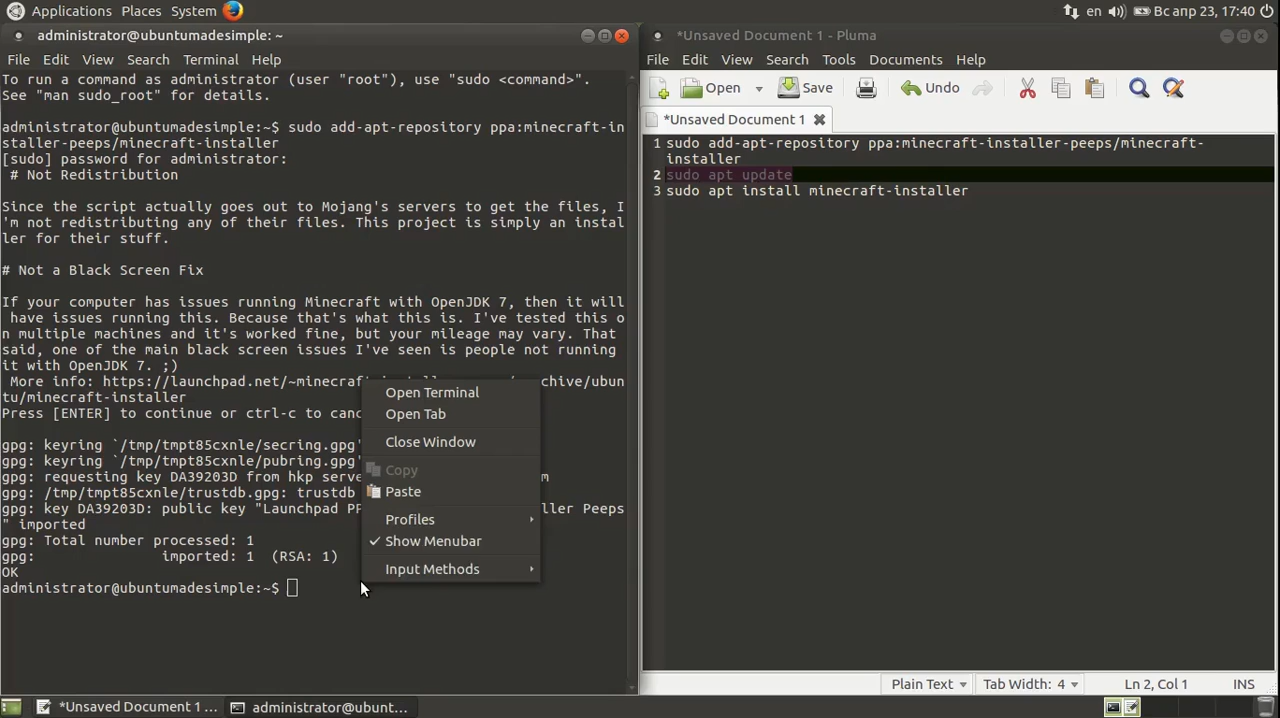 Applications Places System
en Вс апр 23, 17:40
administrator@ubuntumadesimple: ~
File Edit View Search Terminal Help
To run a command as administrator (user "root"), use "sudo <command>".
See "man sudo_root" for details.
administrator@ubuntumadesimple:~$ sudo add-apt-repository ppa:minecraft-in
staller-peeps/minecraft-installer
[sudo] password for administrator:
# Not Redistribution
Since the script actually goes out to Mojang's servers to get the files, I
'm not redistributing any of their files. This project is simply an instal
ler for their stuff.
# Not a Black Screen Fix
If your computer has issues running Minecraft with OpenJDK 7, then it will
have issues running this. Because that's what this is. I've tested this o
n multiple machines and it's worked fine, but your mileage may vary. That
said, one of the main black screen issues I've seen is people not running
it with OpenJDK 7. ;)
More info: https://launchpad.net/~minecraf chive/ubun
tu/minecraft-installer
Press [ENTER] to continue or ctrl-c to canc
gpg: keyring `/tmp/tmpt85cxnle/secring.gpg'
gpg: keyring `/tmp/tmpt85cxnle/pubring.gpg'
gpg: requesting key DA39203D from hkp serve m
gpg: /tmp/tmpt85cxnle/trustdb.gpg: trustdb
gpg: key DA39203D: public key "Launchpad PP ller Peeps
" imported
gpg: Total number processed: 1
gpg: imported: 1 (RSA: 1)
OK
administrator@ubuntumadesimple:~$
Open Terminal
Open Tab
Close Window
Copy
Paste
Profiles
Show Menubar
Input Methods
*Unsaved Document 1 - Pluma
File Edit View Search Tools Documents Help
Open Save Undo
*Unsaved Document 1
1 sudo add-apt-repository ppa:minecraft-installer-peeps/minecraft-
installer
2 sudo apt update
3 sudo apt install minecraft-installer
Plain Text Tab Width: 4 Ln 2, Col 1 INS
*Unsaved Document 1 ... administrator@ubunt...